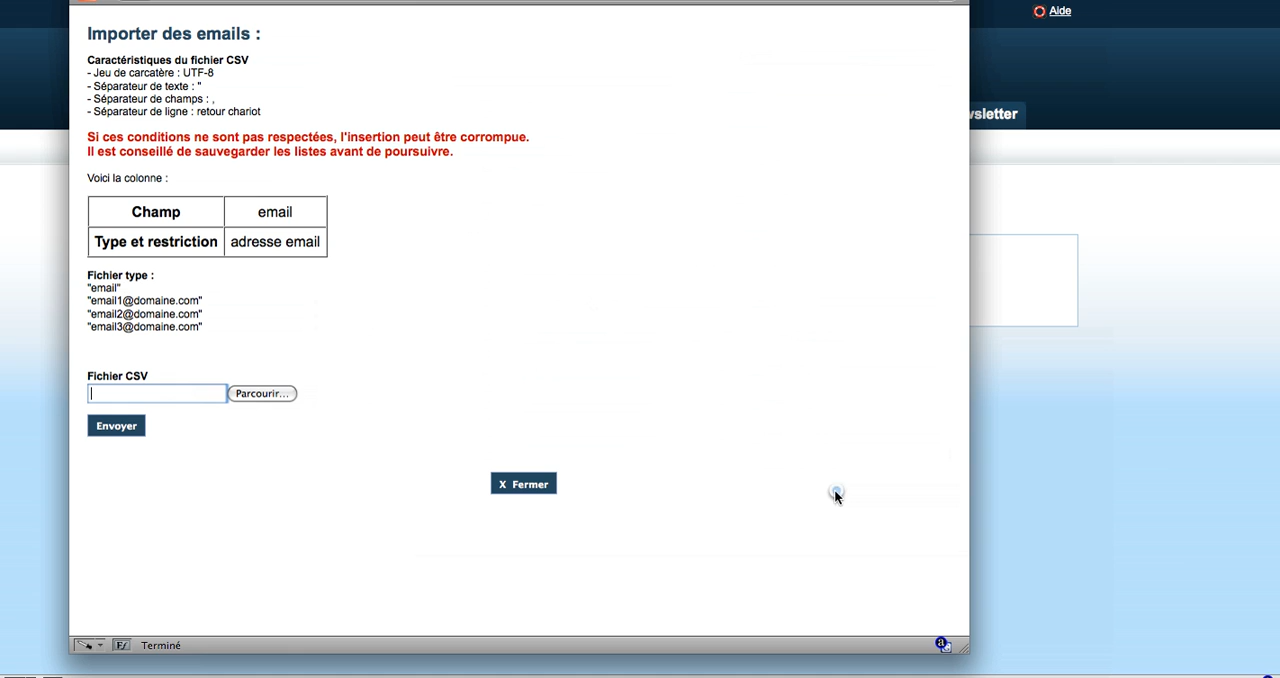 Aide
Importer des emails :
Caractéristiques du fichier CSV
- Jeu de carcatère : UTF-8
- Séparateur de texte : "
- Séparateur de champs : ,
- Séparateur de ligne : retour chariot
wsletter
Si ces conditions ne sont pas respectées, l'insertion peut être corrompue.
Il est conseillé de sauvegarder les listes avant de poursuivre.
Voici la colonne :
Champ email
Type et restriction adresse email
Fichier type :
"email"
"email1@domaine.com"
"email2@domaine.com"
"email3@domaine.com"
Fichier CSV
Parcourir...
Envoyer
X Fermer
Terminé